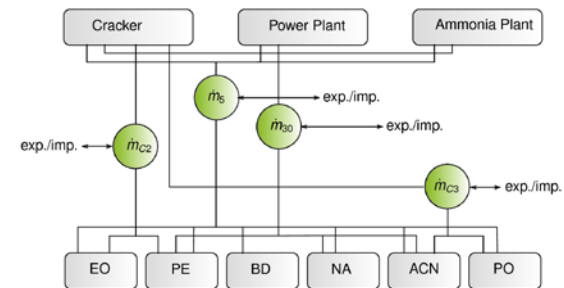 Cracker Power Plant Ammonia Plant
ṁ5 exp./imp.
ṁ30 exp./imp.
exp./imp. ṁC2
ṁC3 exp./imp.
EO PE BD NA ACN PO